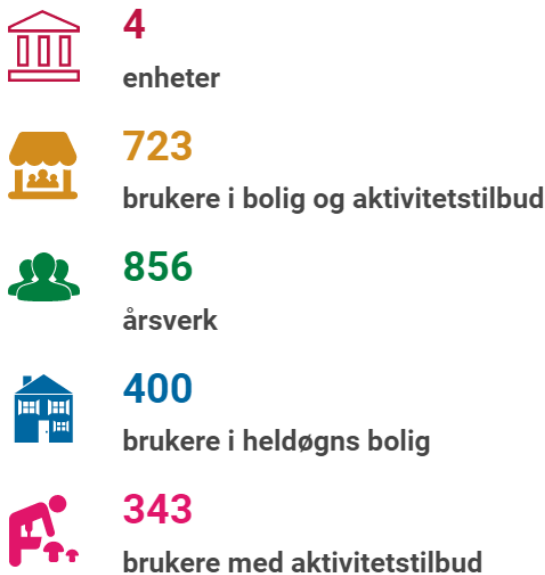 4
enheter
723
brukere i bolig og aktivitetstilbud
856
årsverk
400
brukere i heldøgns bolig
343
brukere med aktivitetstilbud